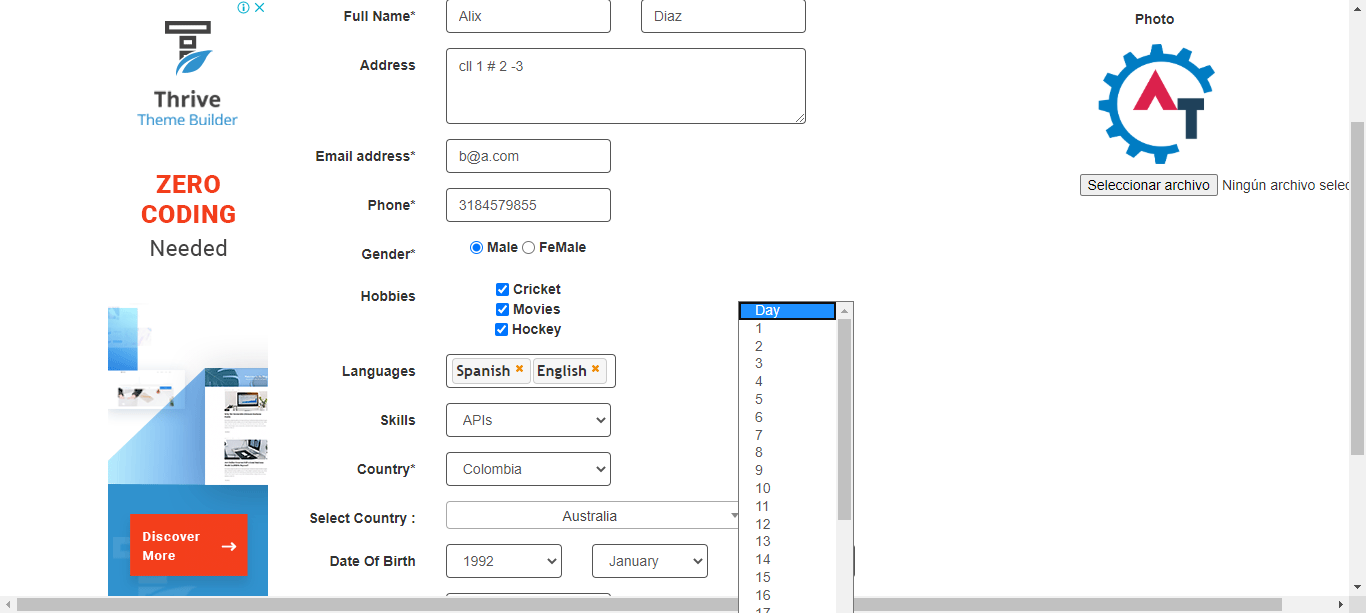 Thrive
Theme Builder
ZERO
CODING
Needed
Discover
More
Full Name*
Alix
Diaz
Address
cll 1 # 2 -3
Email address*
b@a.com
Phone*
3184579855
Gender*
Male
FeMale
Hobbies
Cricket
Movies
Hockey
Languages
Spanish
English
Skills
APIs
Country*
Colombia
Select Country :
Australia
Date Of Birth
1992
January
Day
1
2
3
4
5
6
7
8
9
10
11
12
13
14
15
16
17
Photo
AT
Seleccionar archivo
Ningún archivo selec